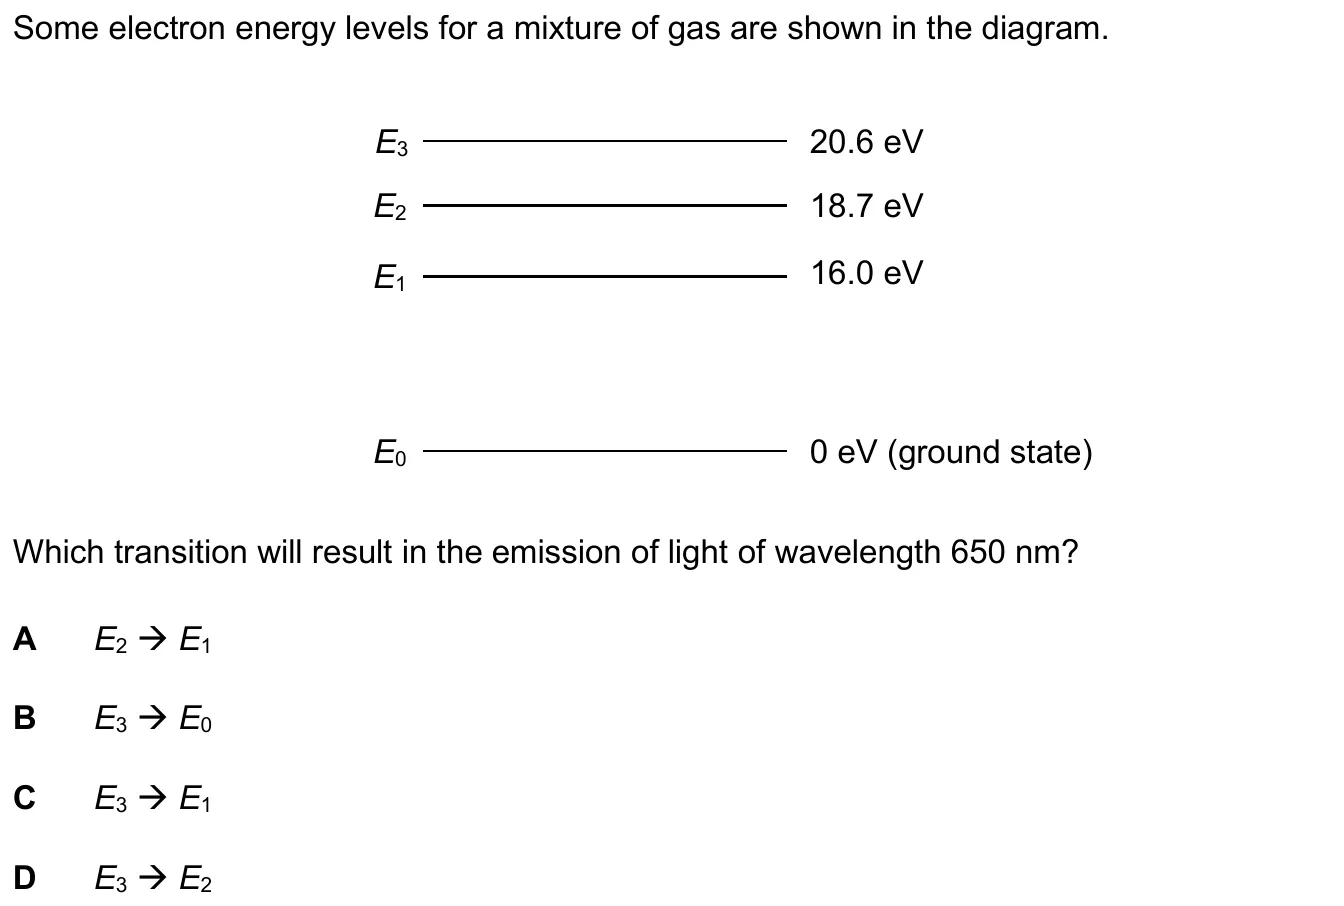 Some electron energy levels for a mixture of gas are shown in the diagram.
E₃ 20.6 eV
E₂ 18.7 eV
E₁ 16.0 eV
E₀ 0 eV (ground state)
Which transition will result in the emission of light of wavelength 650 nm?
A E₂ → E₁
B E₃ → E₀
C E₃ → E₁
D E₃ → E₂